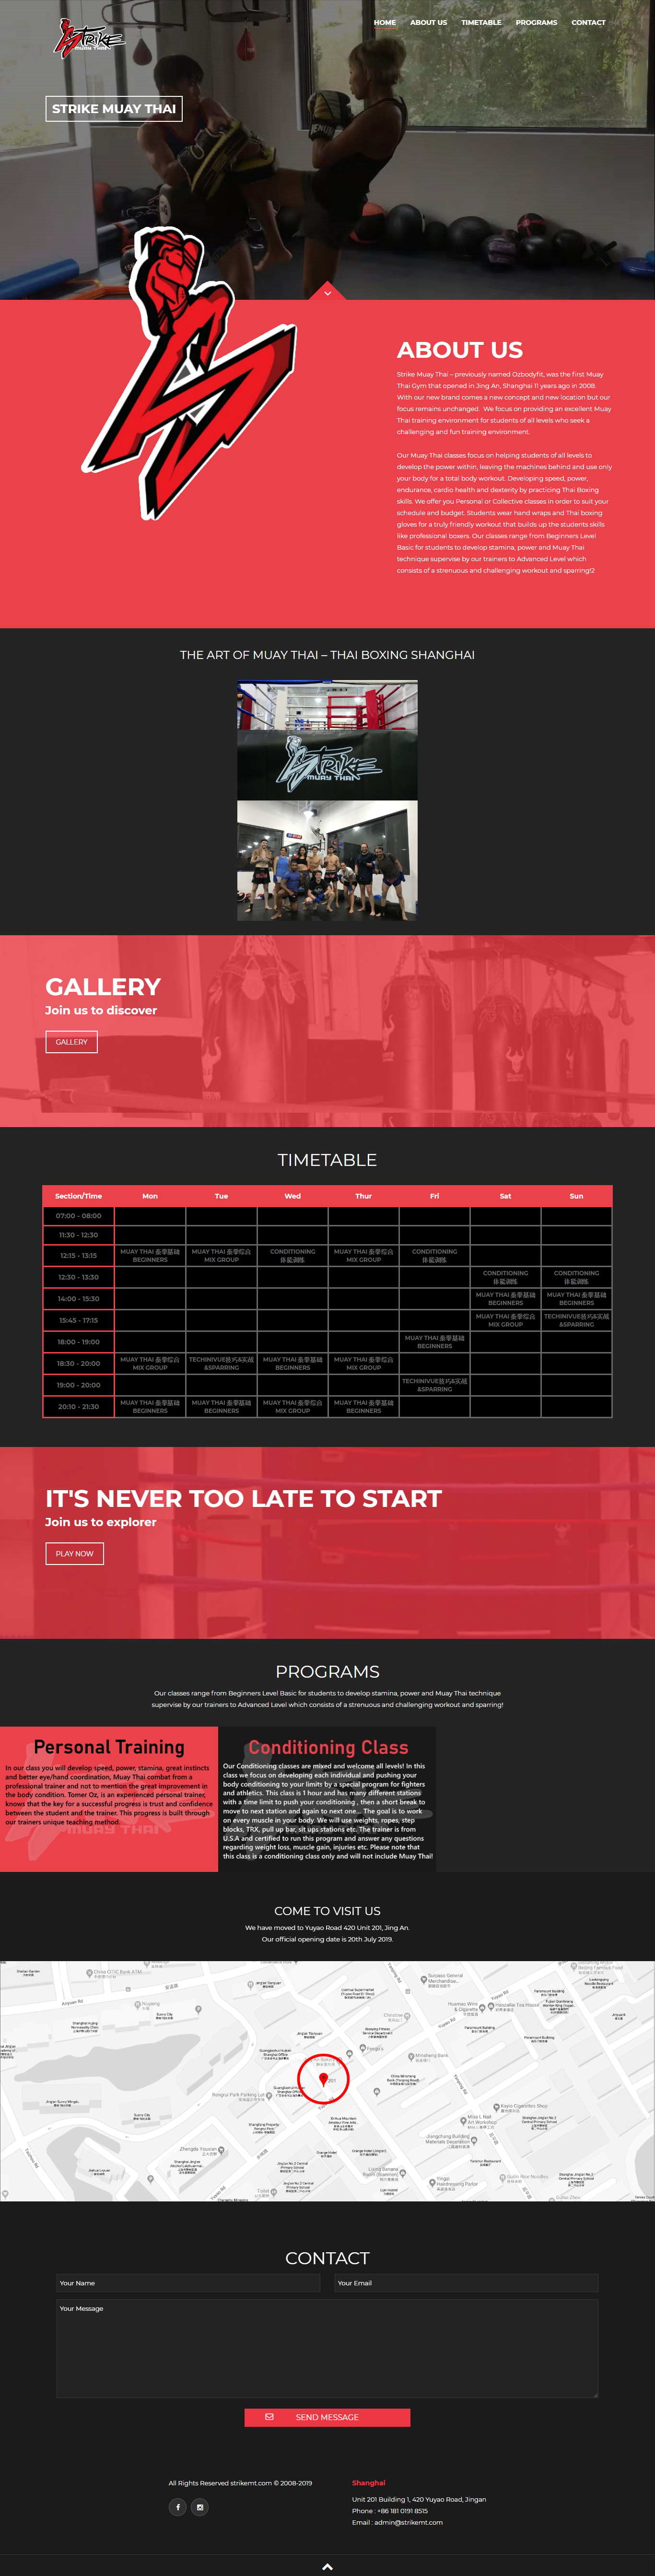 STRIKE
MUAY THAI
HOME ABOUT US TIMETABLE PROGRAMS CONTACT
STRIKE MUAY THAI
ABOUT US
Strike Muay Thai – previously named Ozbodyfit, was the first Muay
Thai Gym that opened in Jing An, Shanghai 11 years ago in 2008.
With our new brand comes a new concept and new location but our
focus remains unchanged. We focus on providing an excellent Muay
Thai training environment for students of all levels who seek a
challenging and fun training environment.
Our Muay Thai classes focus on helping students of all levels to
develop the power within, leaving the machines behind and use only
your body for a total body workout. Developing speed, power,
endurance, cardio health and dexterity by practicing Thai Boxing
skills. We offer you Personal or Collective classes in order to suit your
schedule and budget. Students wear hand wraps and Thai boxing
gloves for a truly friendly workout that builds up the students skills
like professional boxers. Our classes range from Beginners Level
Basic for students to develop stamina, power and Muay Thai
technique supervise by our trainers to Advanced Level which
consists of a strenuous and challenging workout and sparring!2
THE ART OF MUAY THAI – THAI BOXING SHANGHAI
STRIKE
MUAY THAI
GALLERY
Join us to discover
GALLERY
TIMETABLE
Section/Time Mon Tue Wed Thur Fri Sat Sun
07:00 - 08:00
11:30 - 12:30
12:15 - 13:15 MUAY THAI 泰拳基础 BEGINNERS MUAY THAI 泰拳综合 MIX GROUP CONDITIONING 体能训练 MUAY THAI 泰拳综合 MIX GROUP CONDITIONING 体能训练
12:30 - 13:30 CONDITIONING 体能训练 CONDITIONING 体能训练
14:00 - 15:30 MUAY THAI 泰拳基础 BEGINNERS MUAY THAI 泰拳基础 BEGINNERS
15:45 - 17:15 MUAY THAI 泰拳综合 MIX GROUP TECHINIVUE技巧&实战 &SPARRING
18:00 - 19:00 MUAY THAI 泰拳基础 BEGINNERS
18:30 - 20:00 MUAY THAI 泰拳综合 MIX GROUP TECHINIVUE技巧&实战 &SPARRING MUAY THAI 泰拳基础 BEGINNERS MUAY THAI 泰拳综合 MIX GROUP
19:00 - 20:00 TECHINIVUE技巧&实战 &SPARRING
20:10 - 21:30 MUAY THAI 泰拳基础 BEGINNERS MUAY THAI 泰拳基础 BEGINNERS MUAY THAI 泰拳综合 MIX GROUP MUAY THAI 泰拳基础 BEGINNERS
IT'S NEVER TOO LATE TO START
Join us to explorer
PLAY NOW
PROGRAMS
Our classes range from Beginners Level Basic for students to develop stamina, power and Muay Thai technique
supervise by our trainers to Advanced Level which consists of a strenuous and challenging workout and sparring!
Personal Training
In our class you will develop speed, power, stamina, great instincts
and better eye/hand coordination, Muay Thai workout from a
professional trainer and not to mention the great improvement in
the body condition. Tomer Oz, is an experienced personal trainer,
knows that the key for a successful progress is trust and confidence
between the student and the trainer. This progress is built through
our trainers unique teaching method.
Conditioning Class
Our Conditioning classes are mixed and welcome all levels! In this
class we focus on developing each individual and pushing your
body conditioning to your limits by a special program for fighters
and athletics. This class is 1 hour and has many different stations
with a timing to push your conditioning , then a short break to
move to next station and again to next one... The goal is to work
on every muscle in your body. We will use weights, ropes, step
blocks, TRX, pull up bar, sit ups stations etc. The trainer is from
U.S.A and certified to run this program and answer any questions
regarding weight loss, muscle gain, injuries etc. Please note that
this class is a conditioning class only and will not include Muay Thai!
COME TO VISIT US
We have moved to Yuyao Road 420 Unit 201, Jing An.
Our official opening date is 20th July 2019.
China CITIC Bank ATM
Anyuan Rd
Christine
Minsheng Bank
Rongrui Park Parking Lot
Kayio Cigarettes Shop
Hairdressing Parlor
CONTACT
Your Name Your Email
Your Message
SEND MESSAGE
All Rights Reserved strikemt.com © 2008-2019
Shanghai
Unit 201 Building 1, 420 Yuyao Road, Jingan
Phone : +86 181 0191 8515
Email : admin@strikemt.com